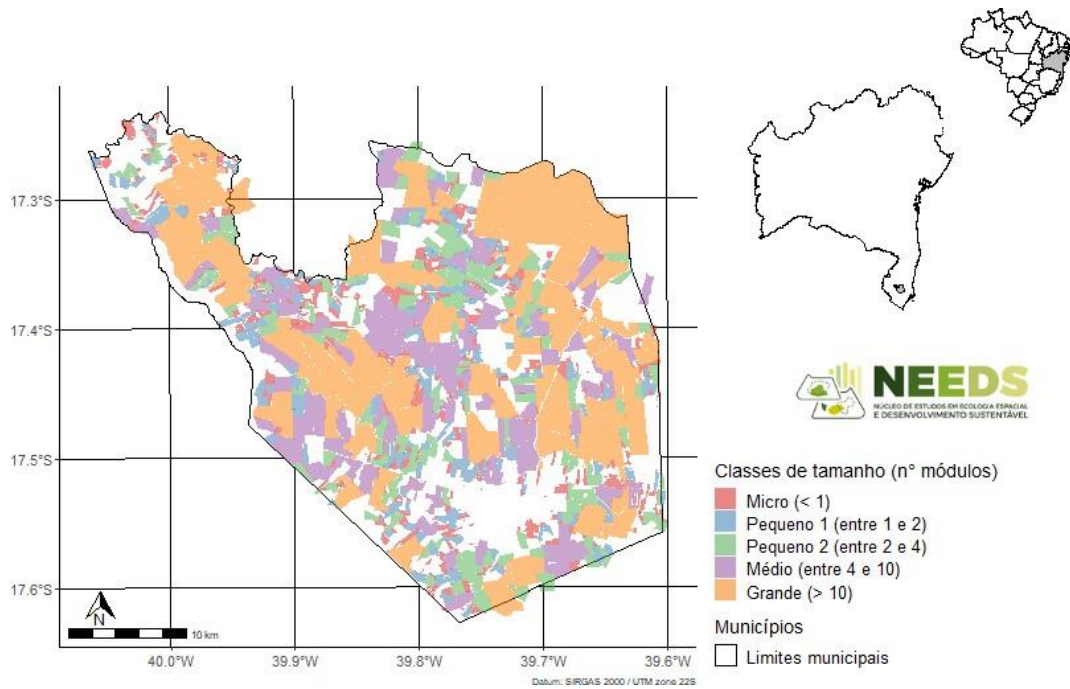 17.3°S
17.4°S
17.5°S
17.6°S
N
10 km
40.0°W
39.9°W
39.8°W
39.7°W
39.6°W
Datum: SIRGAS 2000 / UTM zone 22S
NEEDS
NÚCLEO DE ESTUDOS EM ECOLOGIA ESPACIAL
E DESENVOLVIMENTO SUSTENTÁVEL
Classes de tamanho (n° módulos)
Micro (< 1)
Pequeno 1 (entre 1 e 2)
Pequeno 2 (entre 2 e 4)
Médio (entre 4 e 10)
Grande (> 10)
Municípios
Limites municipais